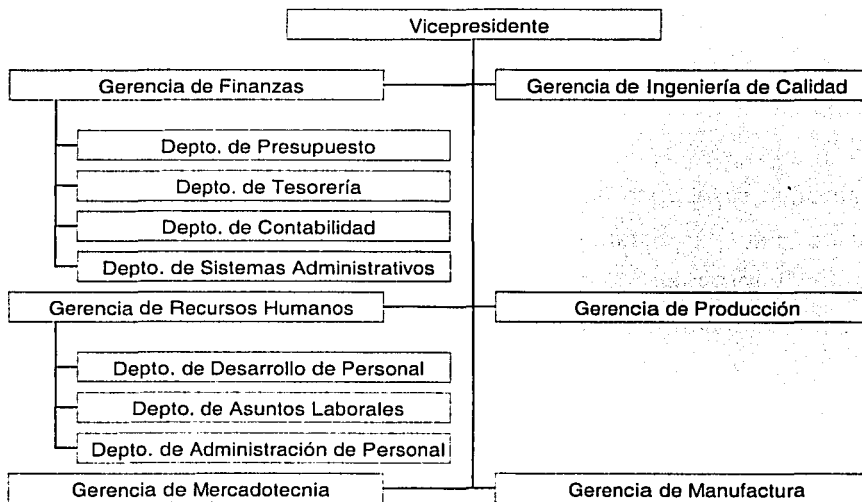 Vicepresidente
Gerencia de Finanzas
Gerencia de Ingeniería de Calidad
Depto. de Presupuesto
Depto. de Tesorería
Depto. de Contabilidad
Depto. de Sistemas Administrativos
Gerencia de Recursos Humanos
Gerencia de Producción
Depto. de Desarrollo de Personal
Depto. de Asuntos Laborales
Depto. de Administración de Personal
Gerencia de Mercadotecnia
Gerencia de Manufactura